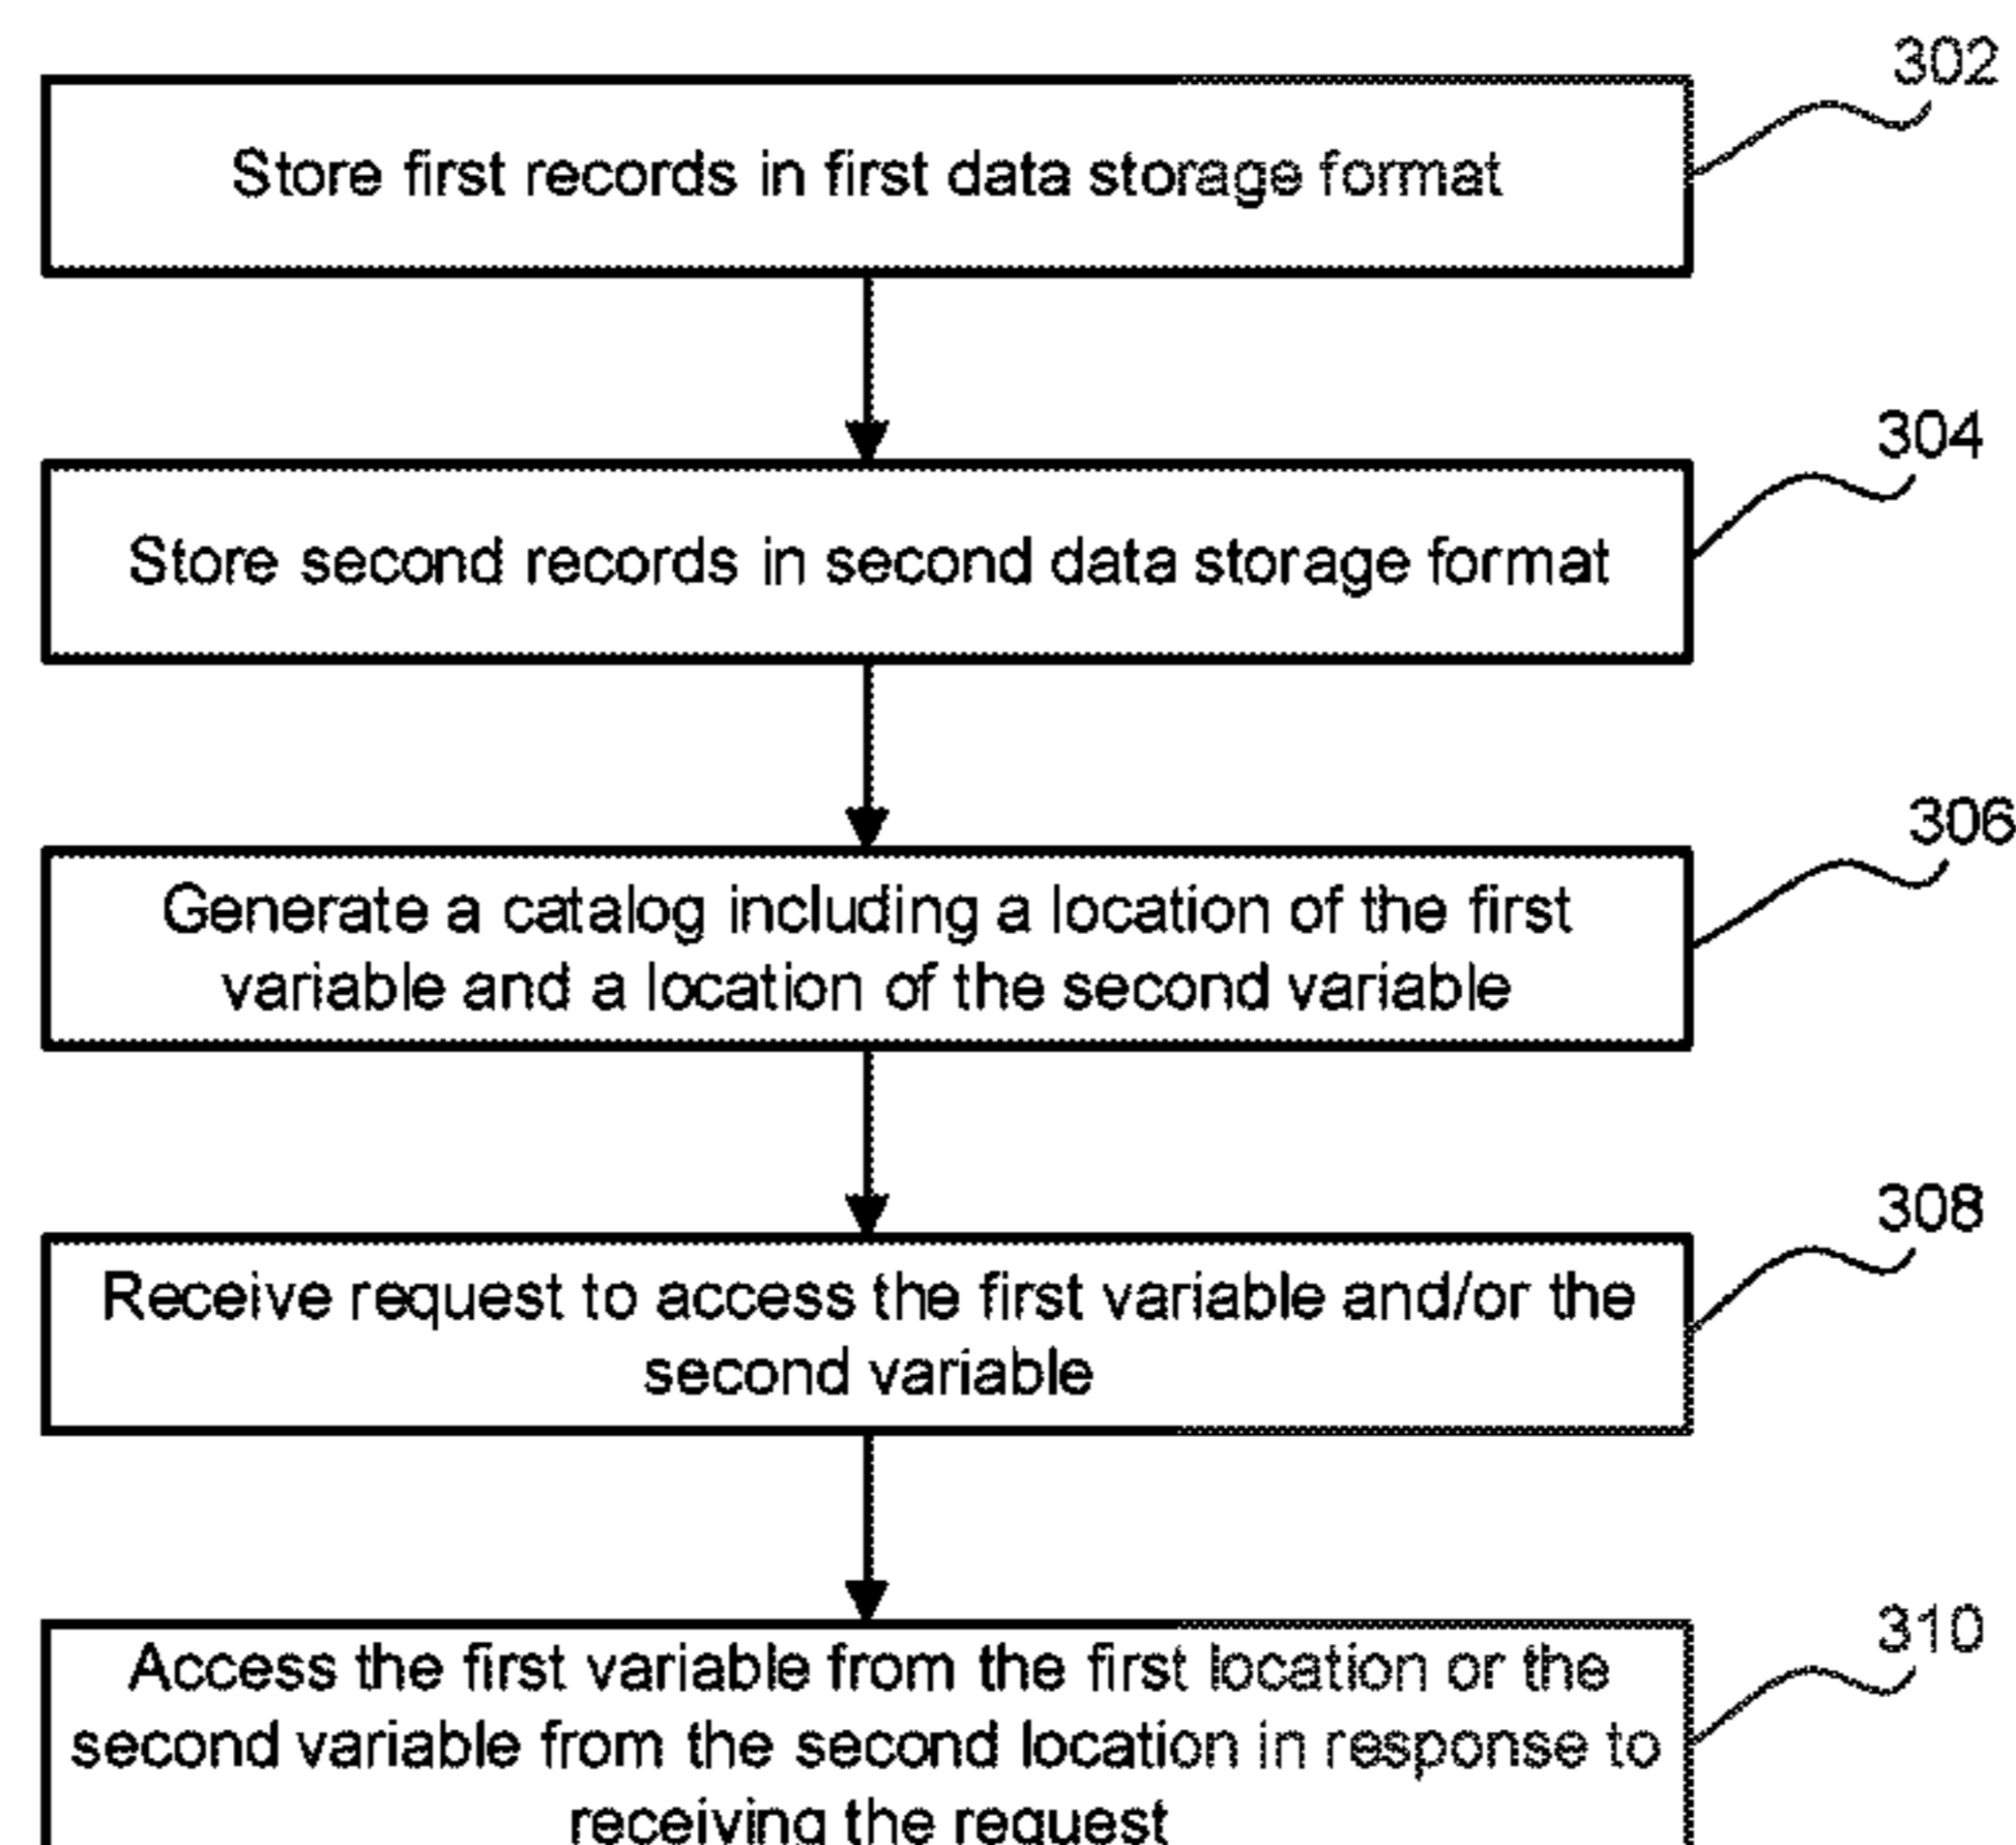 302
Store first records in first data storage format
304
Store second records in second data storage format
306
Generate a catalog including a location of the first
variable and a location of the second variable
308
Receive request to access the first variable and/or the
second variable
310
Access the first variable from the first location or the
second variable from the second location in response to
receiving the request